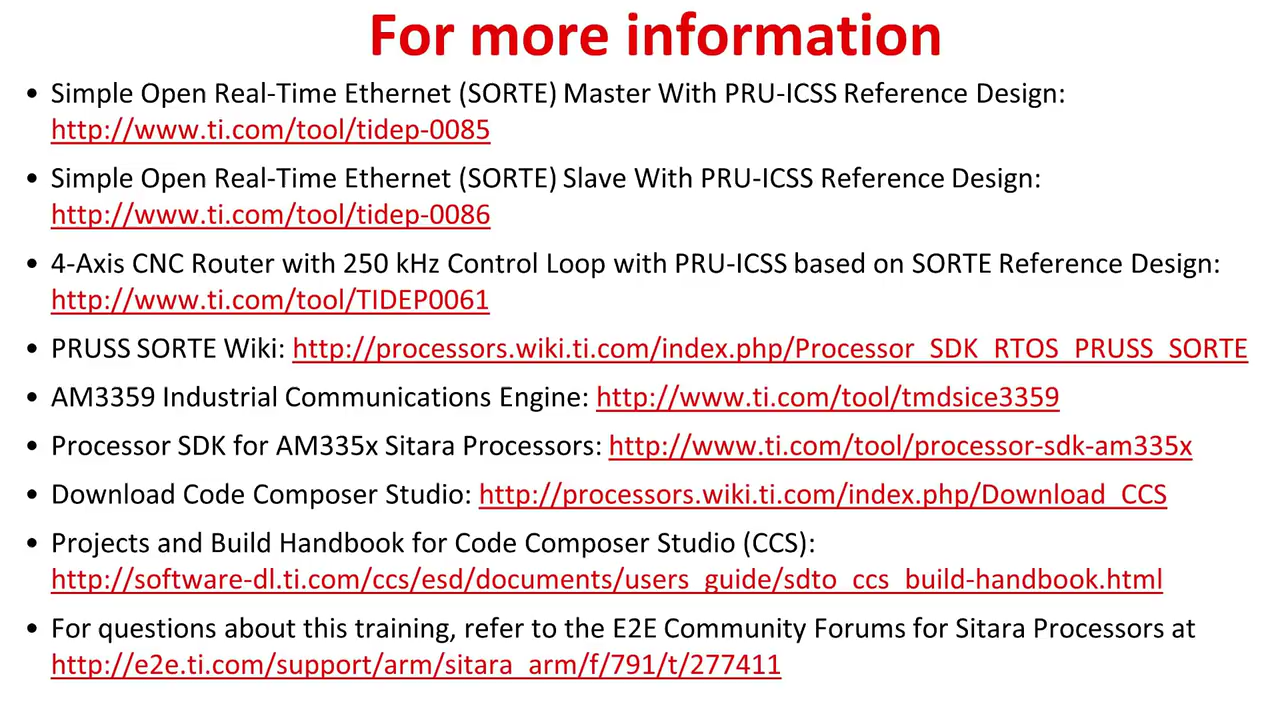 For more information
• Simple Open Real-Time Ethernet (SORTE) Master With PRU-ICSS Reference Design:
http://www.ti.com/tool/tidep-0085
• Simple Open Real-Time Ethernet (SORTE) Slave With PRU-ICSS Reference Design:
http://www.ti.com/tool/tidep-0086
• 4-Axis CNC Router with 250 kHz Control Loop with PRU-ICSS based on SORTE Reference Design:
http://www.ti.com/tool/TIDEP0061
• PRUSS SORTE Wiki: http://processors.wiki.ti.com/index.php/Processor_SDK_RTOS_PRUSS_SORTE
• AM3359 Industrial Communications Engine: http://www.ti.com/tool/tmdsice3359
• Processor SDK for AM335x Sitara Processors: http://www.ti.com/tool/processor-sdk-am335x
• Download Code Composer Studio: http://processors.wiki.ti.com/index.php/Download_CCS
• Projects and Build Handbook for Code Composer Studio (CCS):
http://software-dl.ti.com/ccs/esd/documents/users_guide/sdto_ccs_build-handbook.html
• For questions about this training, refer to the E2E Community Forums for Sitara Processors at
http://e2e.ti.com/support/arm/sitara_arm/f/791/t/277411